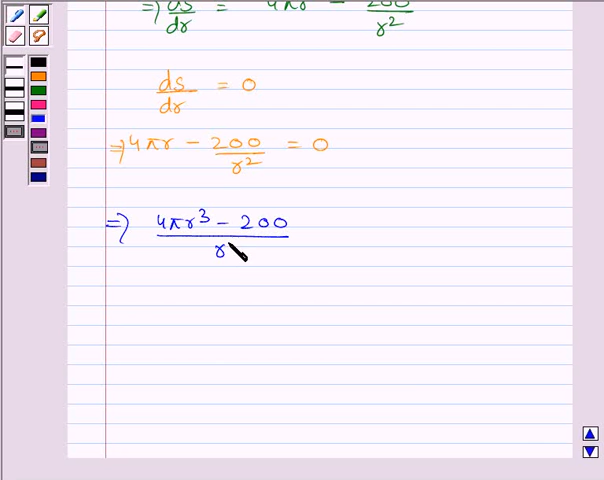 ⇒ ds/dr = 4πr − 200/r²
ds/dr = 0
⇒ 4πr − 200/r² = 0
⇒ 4πr³ − 200/r